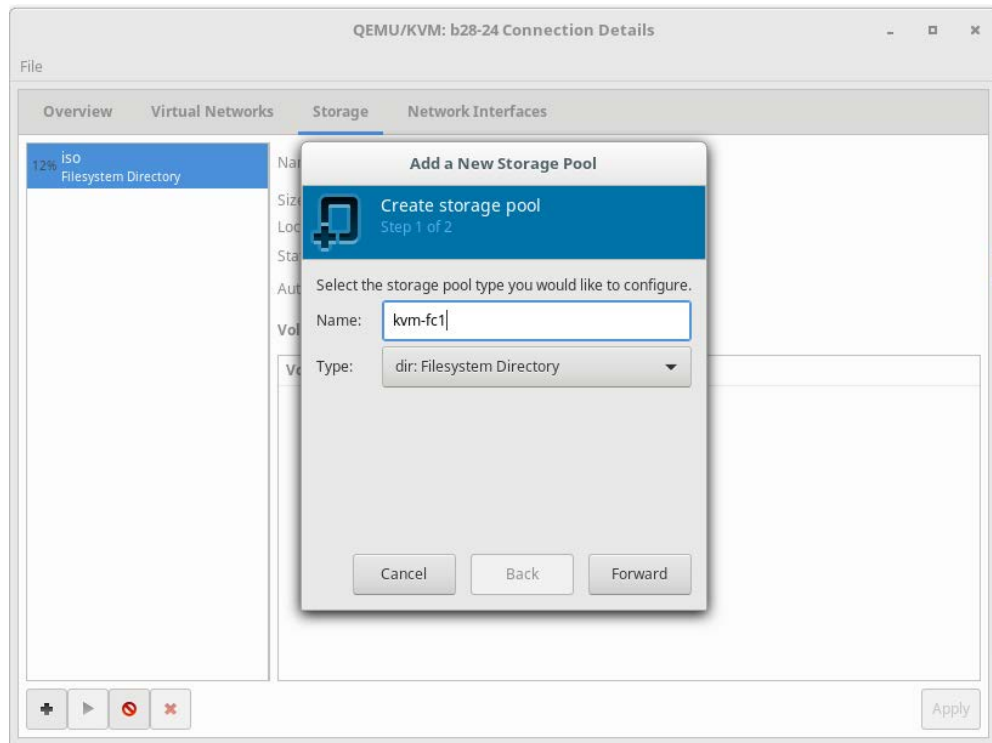 QEMU/KVM: b28-24 Connection Details
File
Overview Virtual Networks Storage Network Interfaces
12% iso
Filesystem Directory
Add a New Storage Pool
Create storage pool
Step 1 of 2
Select the storage pool type you would like to configure.
Name: kvm-fc1
Type: dir: Filesystem Directory
Cancel Back Forward
Apply